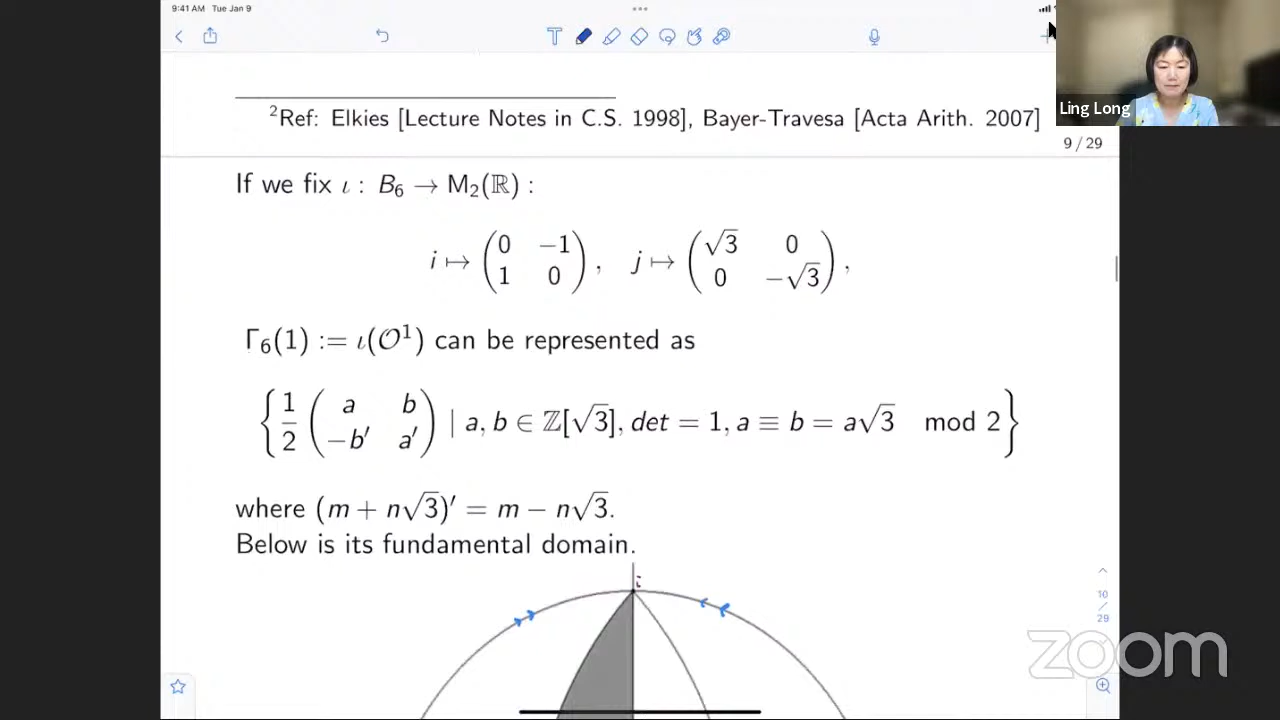 9:41 AM Tue Jan 9
Ling Long
²Ref: Elkies [Lecture Notes in C.S. 1998], Bayer-Travesa [Acta Arith. 2007]
9 / 29
If we fix ι : B₆ → M₂(ℝ) :
i ↦ ( 0 −1 ; 1 0 ) , j ↦ ( √3 0 ; 0 −√3 ) ,
Γ₆(1) := ι(𝒪¹) can be represented as
{ 1/2 ( a b ; −b′ a′ ) | a, b ∈ ℤ[√3], det = 1, a ≡ b = a√3 mod 2 }
where (m + n√3)′ = m − n√3.
Below is its fundamental domain.
i
10
/
29
zoom